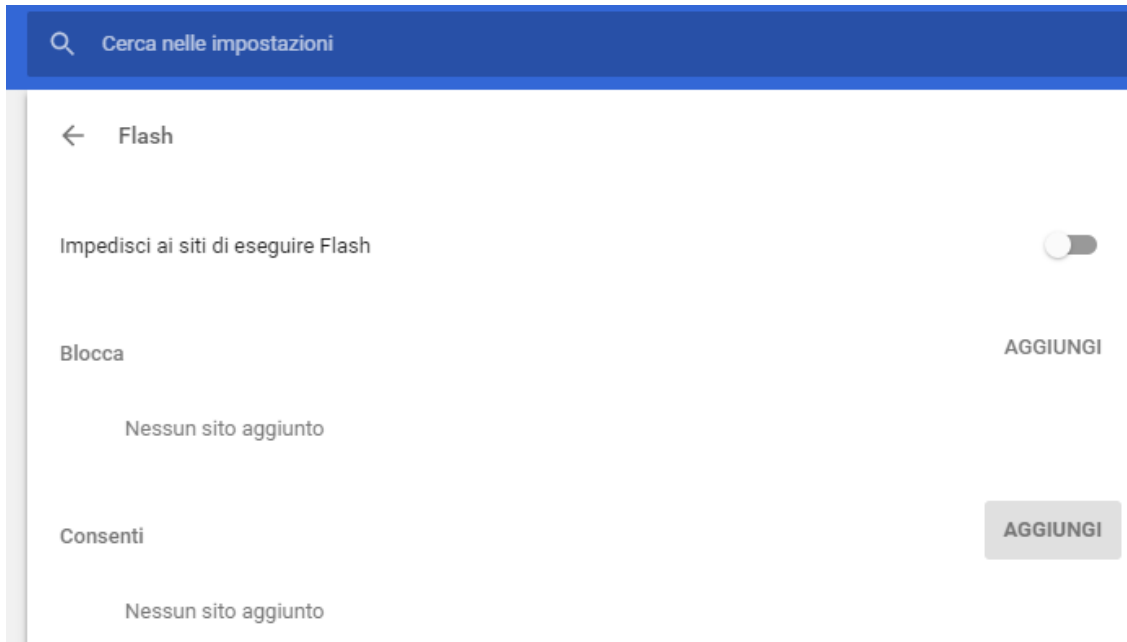 Cerca nelle impostazioni
Flash
Impedisci ai siti di eseguire Flash
Blocca AGGIUNGI
Nessun sito aggiunto
Consenti AGGIUNGI
Nessun sito aggiunto